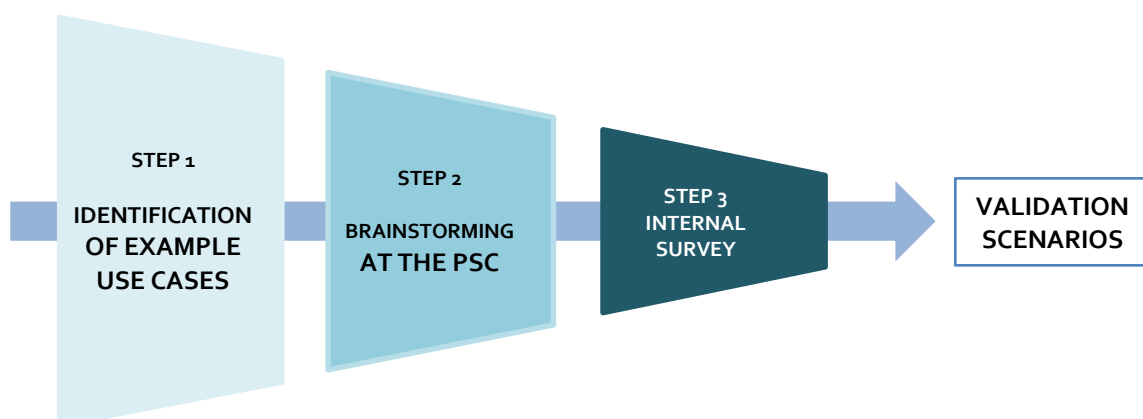 STEP 1
IDENTIFICATION
OF EXAMPLE
USE CASES
STEP 2
BRAINSTORMING
AT THE PSC
STEP 3
INTERNAL
SURVEY
VALIDATION
SCENARIOS